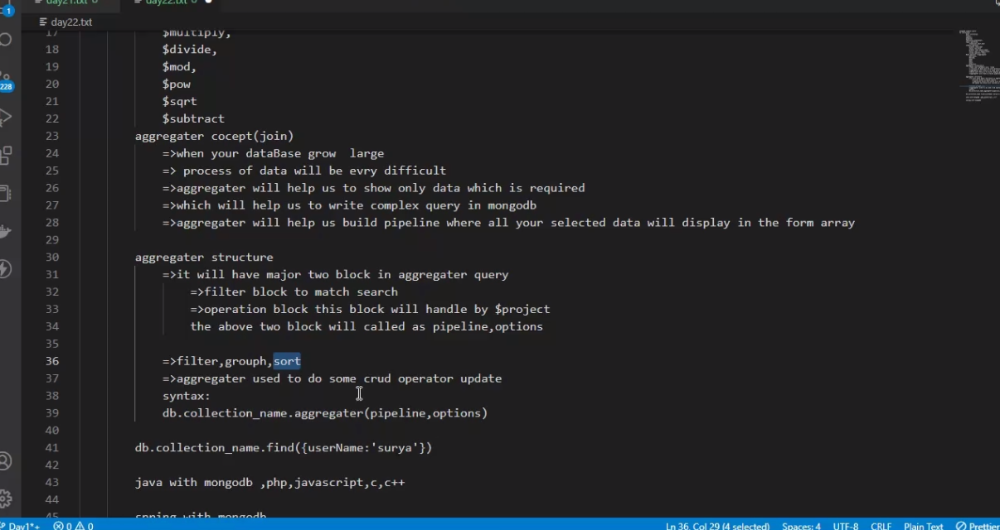 day21.txt
day22.txt
1
day22.txt
17 $multiply,
18 $divide,
19 $mod,
20 $pow
21 $sqrt
22 $subtract
23 aggregater cocept(join)
24 =>when your dataBase grow  large
25 => process of data will be evry difficult
26 =>aggregater will help us to show only data which is required
27 =>which will help us to write complex query in mongodb
28 =>aggregater will help us build pipeline where all your selected data will display in the form array
29
30 aggregater structure
31 =>it will have major two block in aggregater query
32 =>filter block to match search
33 =>operation block this block will handle by $project
34 the above two block will called as pipeline,options
35
36 =>filter,grouph,sort
37 =>aggregater used to do some crud operator update
38 syntax:
39 db.collection_name.aggregater(pipeline,options)
40
41 db.collection_name.find({userName:'surya'})
42
43 java with mongodb ,php,javascript,c,c++
44
45 spring with mongodb
228
Day1*+ 0 0 Ln 36, Col 29 (4 selected) Spaces: 4 UTF-8 CRLF Plain Text Prettier